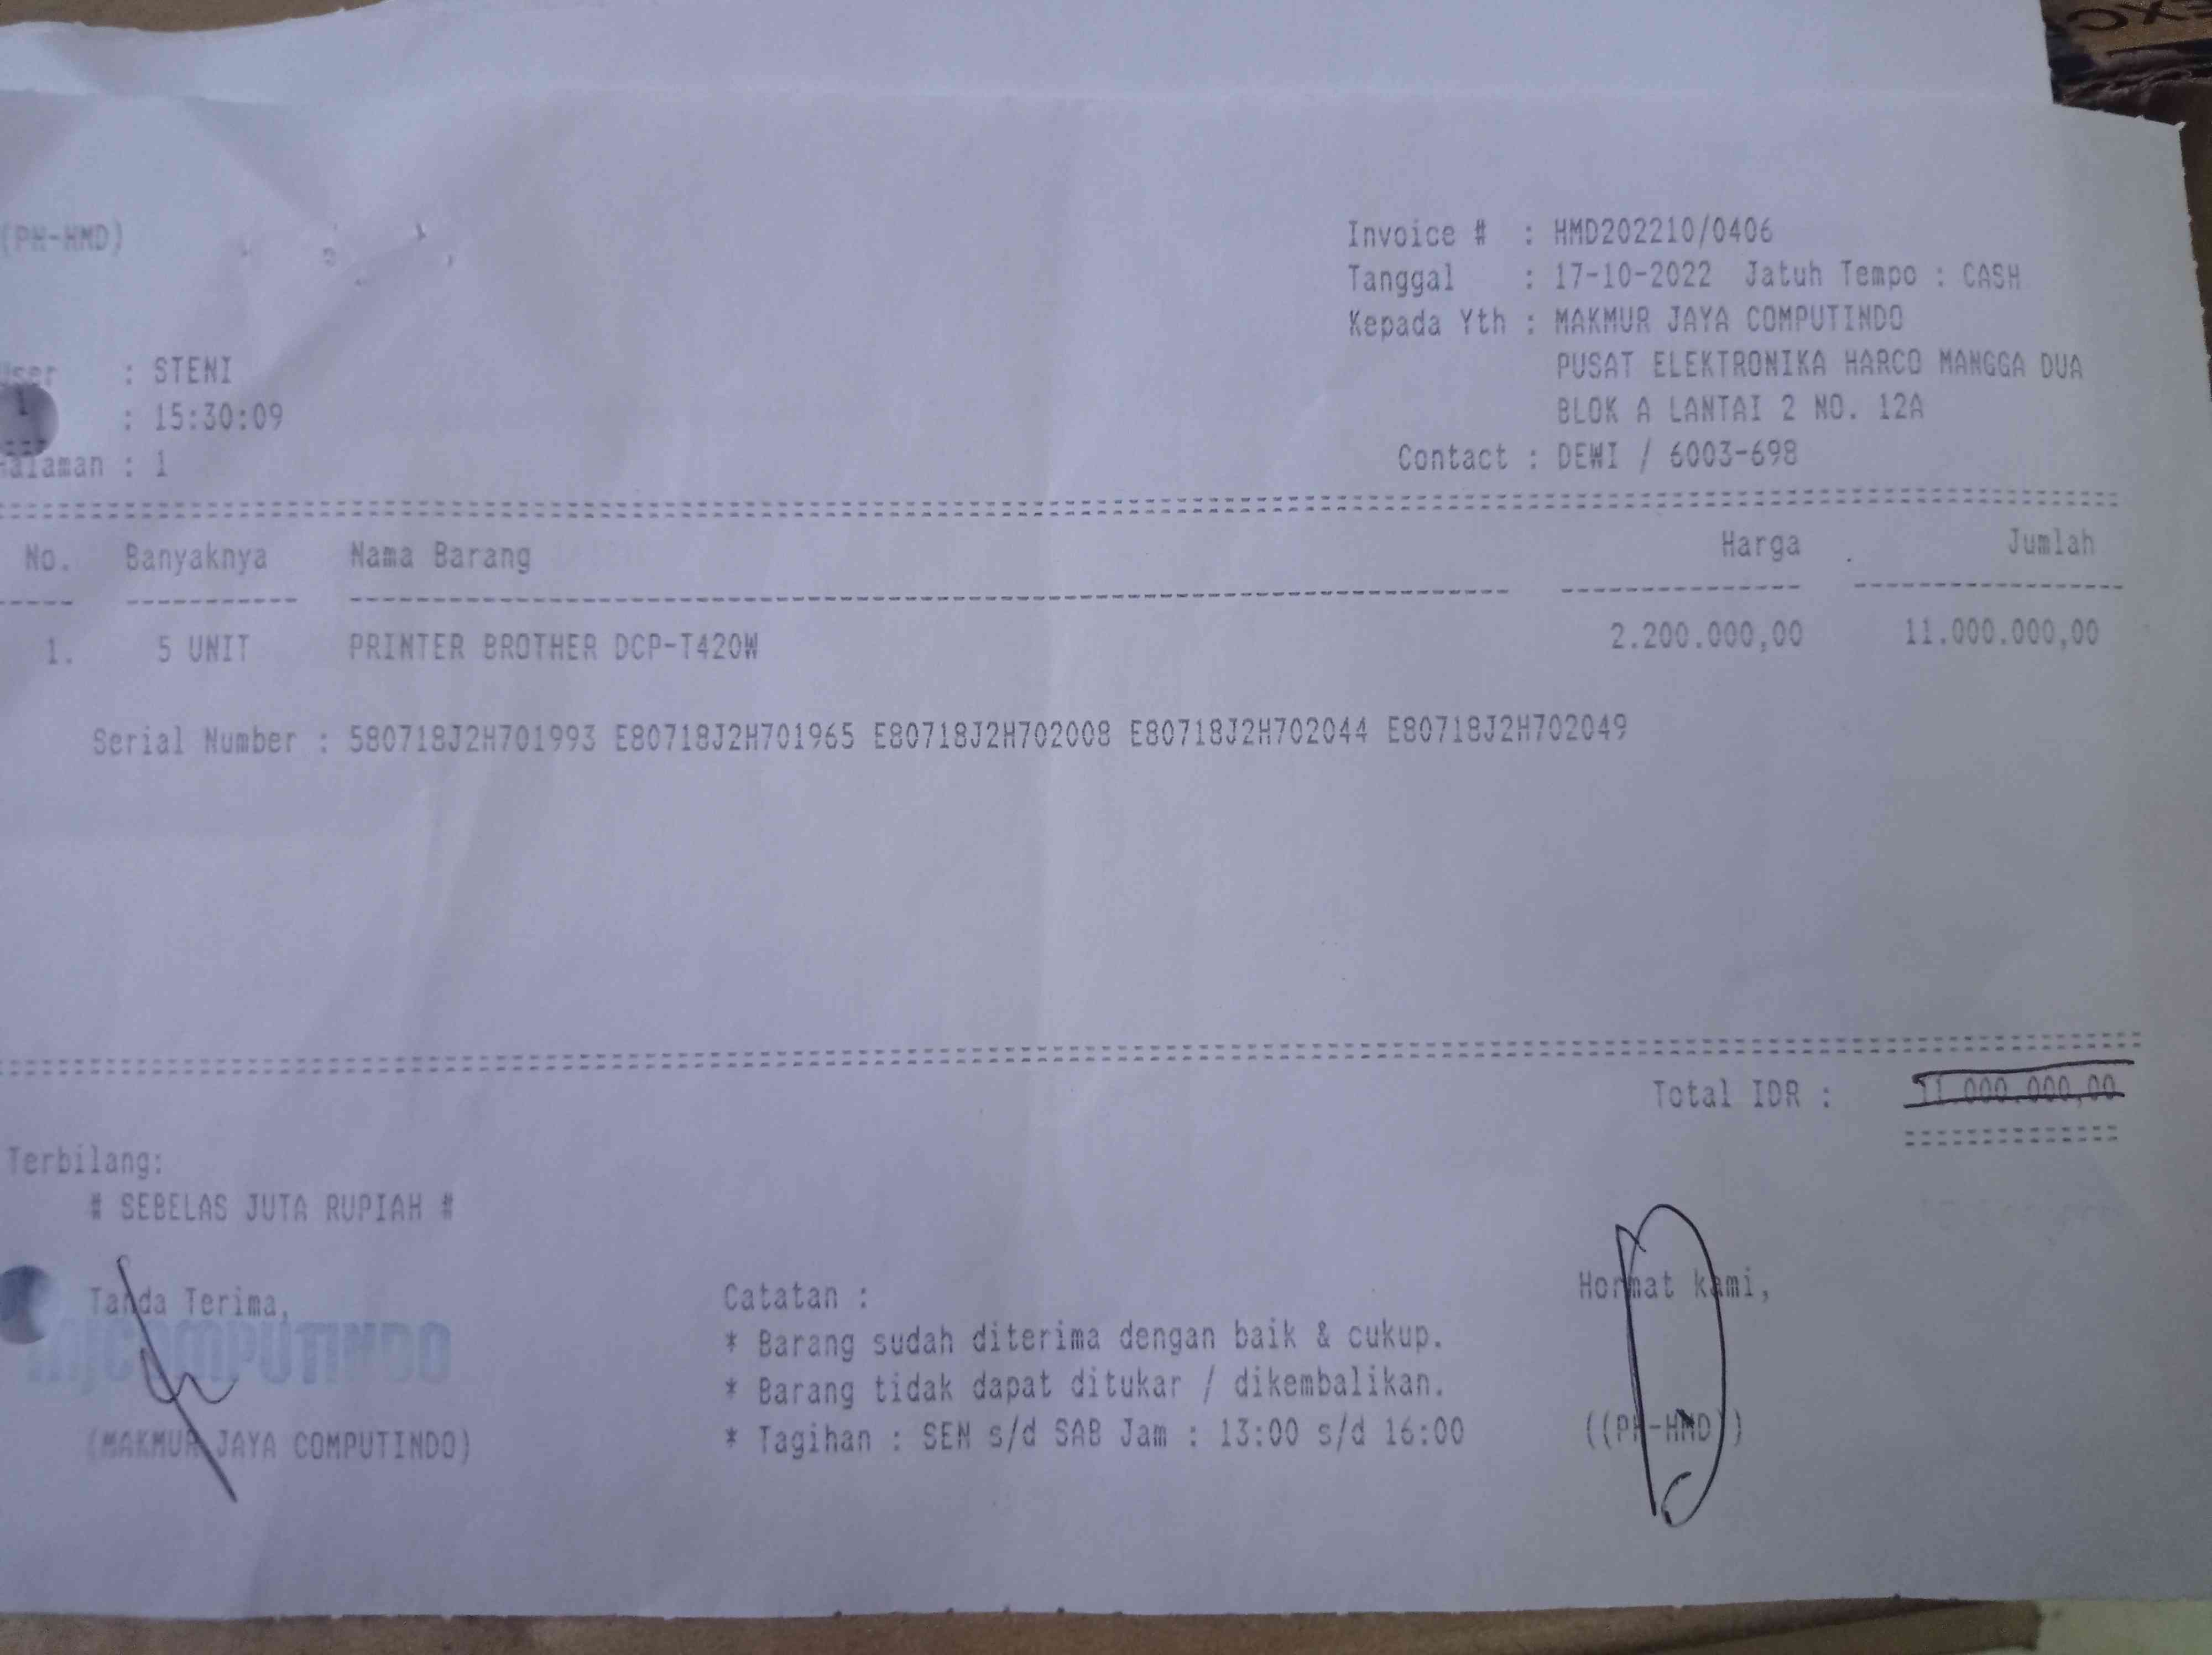 (PH-HMD)
Invoice # : HMD202210/0406
Tanggal : 17-10-2022 Jatuh Tempo : CASH
Kepada Yth : MAKMUR JAYA COMPUTINDO
PUSAT ELEKTRONIKA HARCO MANGGA DUA
BLOK A LANTAI 2 NO. 12A
Contact : DEWI / 6003-698
User : STENI
: 15:30:09
Halaman : 1
No. Banyaknya Nama Barang Harga Jumlah
1. 5 UNIT PRINTER BROTHER DCP-T420W 2.200.000,00 11.000.000,00
Serial Number : 580718J2H701993 E80718J2H701965 E80718J2H702008 E80718J2H702044 E80718J2H702049
Total IDR : 11.000.000,00
Terbilang:
# SEBELAS JUTA RUPIAH #
Tanda Terima,
MJCOMPUTINDO
(MAKMUR JAYA COMPUTINDO)
Catatan :
* Barang sudah diterima dengan baik & cukup.
* Barang tidak dapat ditukar / dikembalikan.
* Tagihan : SEN s/d SAB Jam : 13:00 s/d 16:00
Hormat kami,
((PH-HMD))